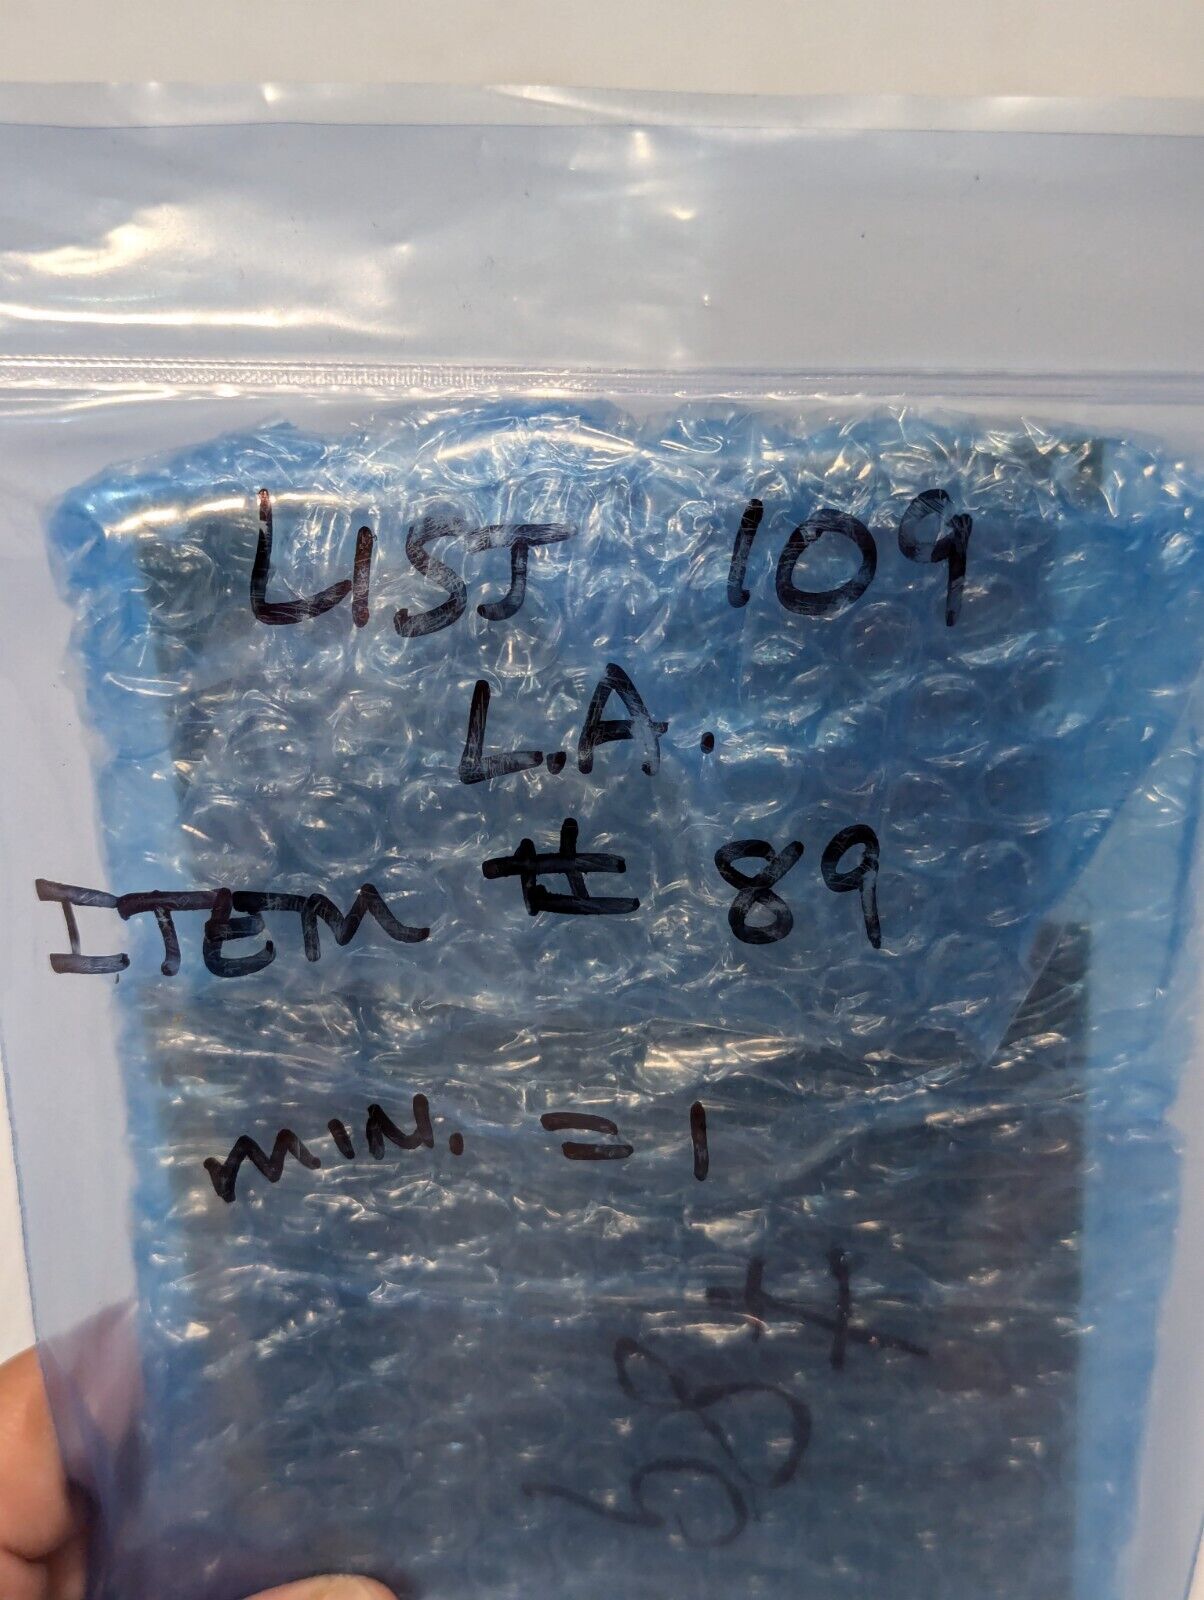 LIST 109
L.A.
ITEM # 89
MIN. = 1